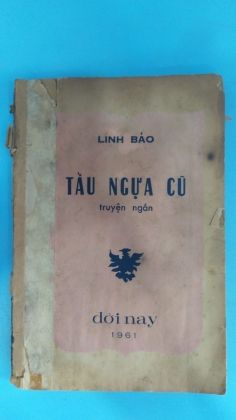 LINH BẢO
TÀU NGỰA CŨ
truyện ngắn
đời nay
1961